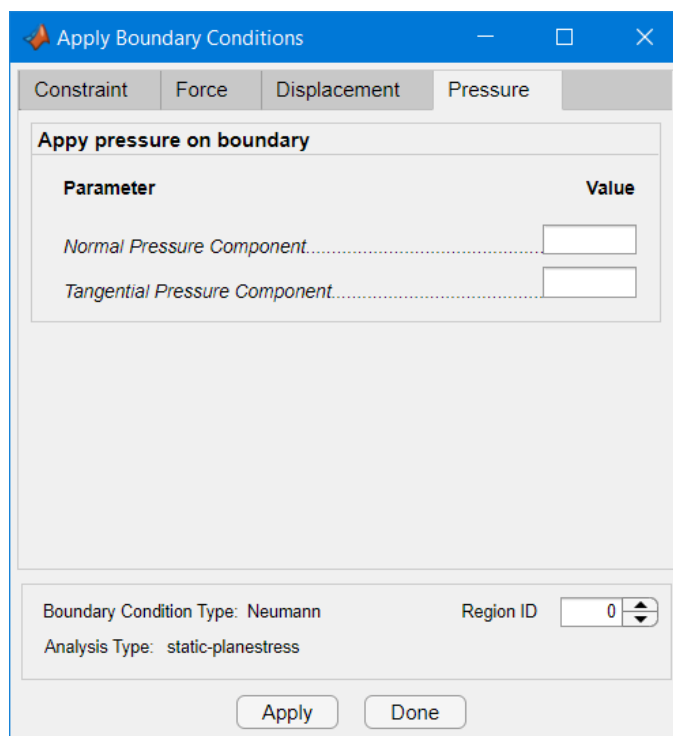 Apply Boundary Conditions
Constraint Force Displacement Pressure
Appy pressure on boundary
Parameter Value
Normal Pressure Component..............................................
Tangential Pressure Component.........................................
Boundary Condition Type: Neumann Region ID 0
Analysis Type: static-planestress
Apply Done